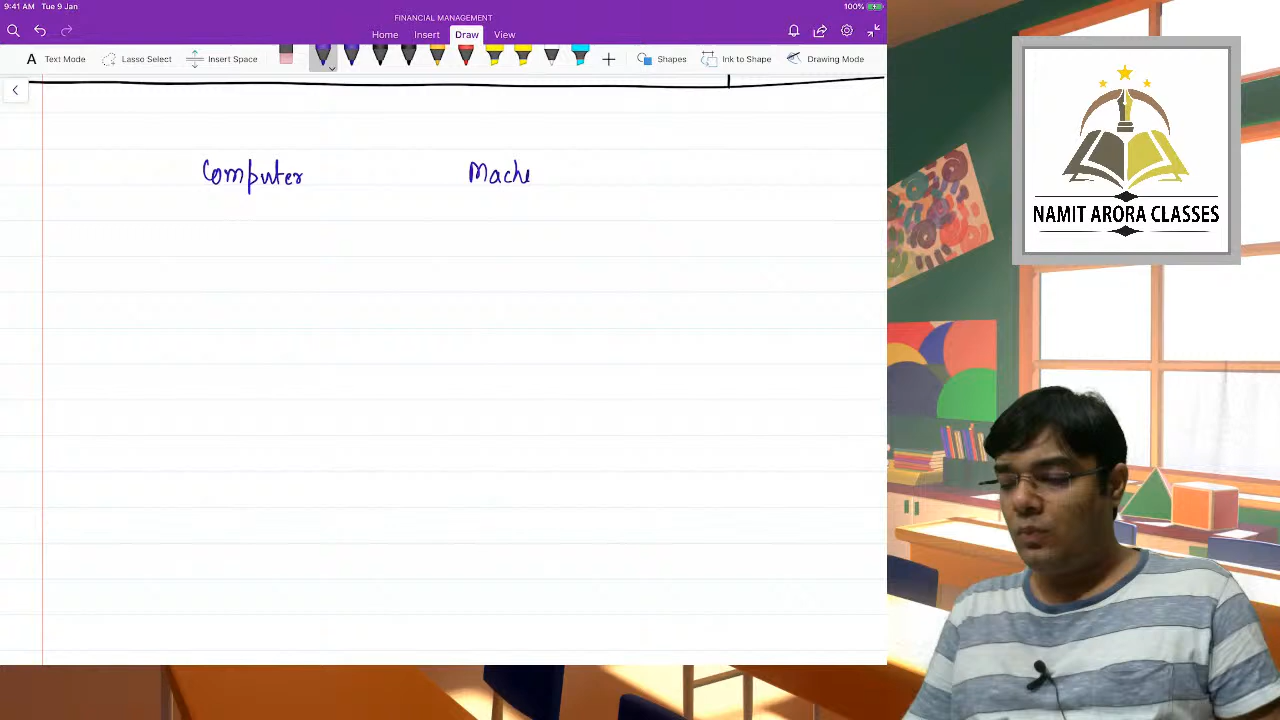 9:41 AM Tue 9 Jan
FINANCIAL MANAGEMENT
100%
Home Insert Draw View
A Text Mode Lasso Select Insert Space Shapes Ink to Shape Drawing Mode
Computer Mache
NAMIT ARORA CLASSES